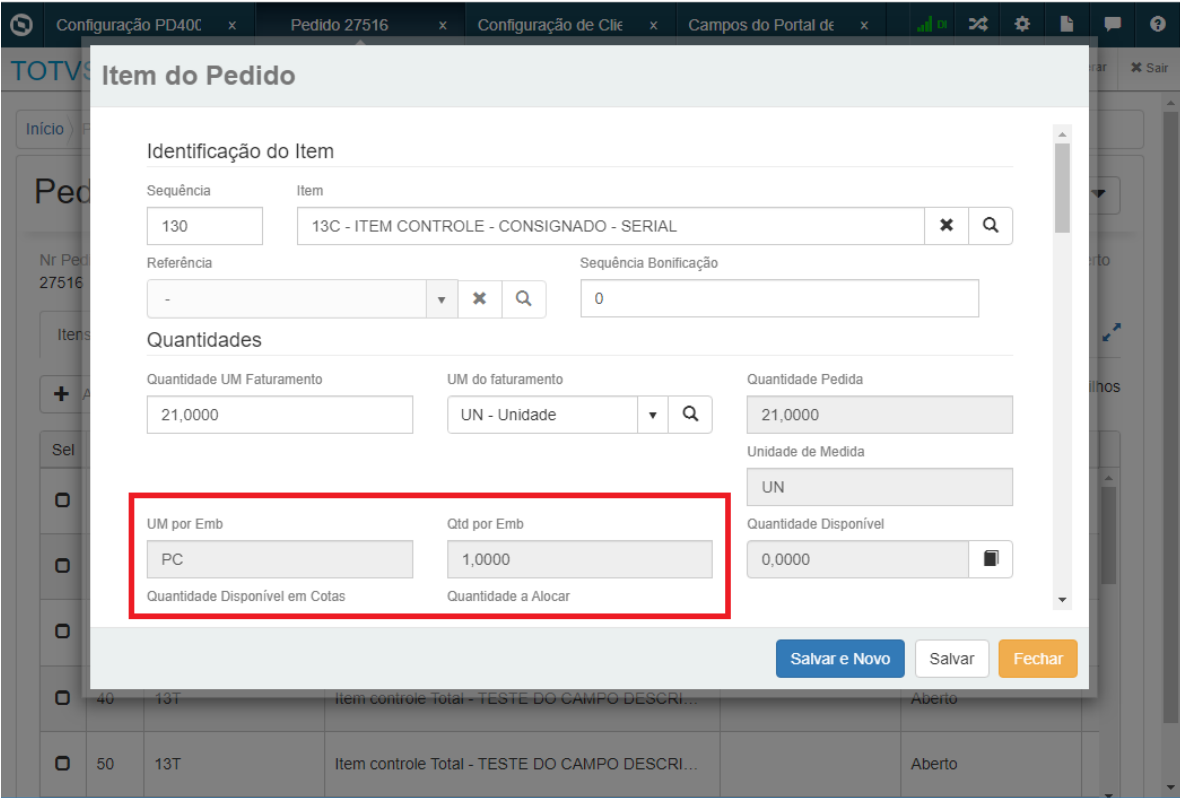 Configuração PD400 x Pedido 27516 x Configuração de Clie x Campos do Portal de x DI
TOTVS Sair
Item do Pedido
Início
Identificação do Item
Ped
Sequência Item
130 13C - ITEM CONTROLE - CONSIGNADO - SERIAL
Nr Ped Referência Sequência Bonificação
27516 - 0
Itens Quantidades
Quantidade UM Faturamento UM do faturamento Quantidade Pedida
21,0000 UN - Unidade 21,0000
Sel Unidade de Medida
UN
UM por Emb Qtd por Emb Quantidade Disponível
PC 1,0000 0,0000
Quantidade Disponível em Cotas Quantidade a Alocar
Salvar e Novo Salvar Fechar
40 13T Item controle Total - TESTE DO CAMPO DESCRI... Aberto
50 13T Item controle Total - TESTE DO CAMPO DESCRI... Aberto